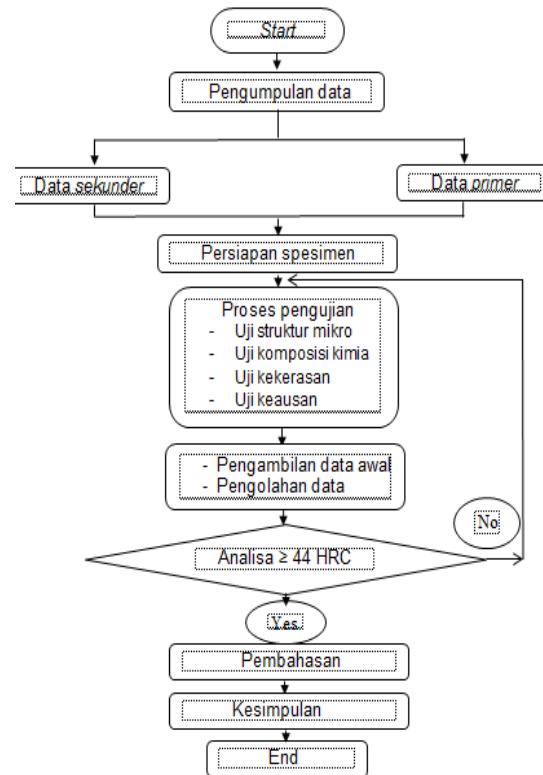 Start
Pengumpulan data
Data sekunder
Data primer
Persiapan spesimen
Proses pengujian
- Uji struktur mikro
- Uji komposisi kimia
- Uji kekerasan
- Uji keausan
- Pengambilan data awal
- Pengolahan data
No
Analisa ≥ 44 HRC
Yes
Pembahasan
Kesimpulan
End